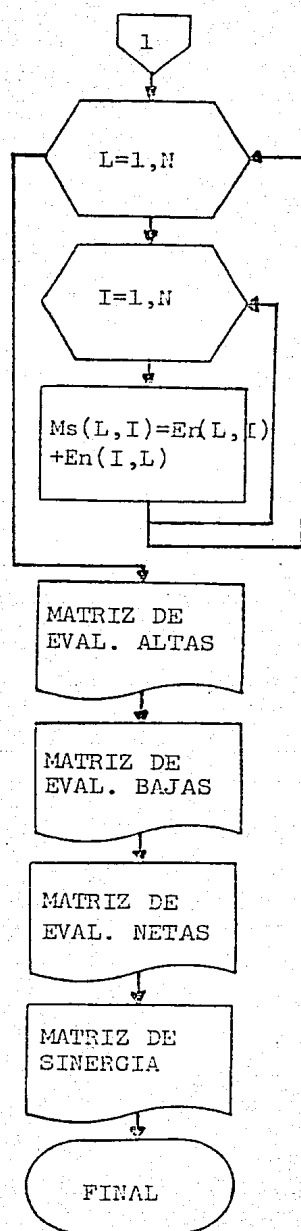 1
L=1,N
I=1,N
Ms(L,I)=En(L,I)
+En(I,L)
MATRIZ DE
EVAL. ALTAS
MATRIZ DE
EVAL. BAJAS
MATRIZ DE
EVAL. NETAS
MATRIZ DE
SINERGIA
FINAL